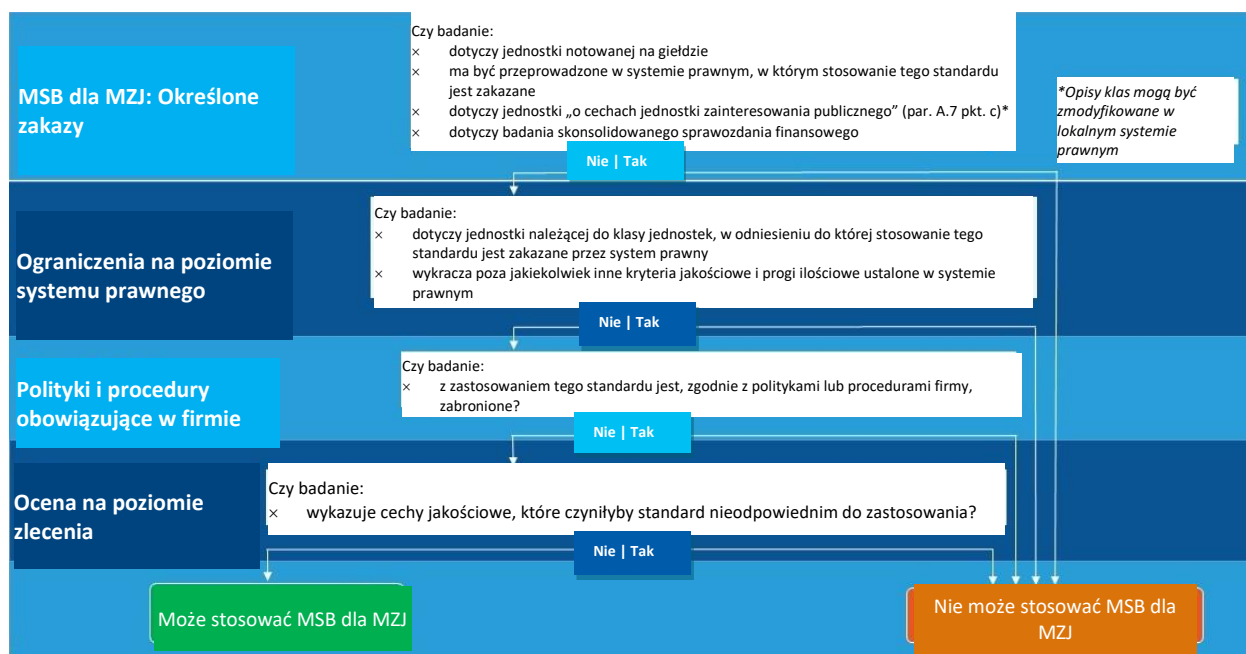 MSB dla MZJ: Określone
zakazy
Czy badanie:
× dotyczy jednostki notowanej na giełdzie
× ma być przeprowadzone w systemie prawnym, w którym stosowanie tego standardu
jest zakazane
× dotyczy jednostki „o cechach jednostki zainteresowania publicznego” (par. A.7 pkt. c)*
× dotyczy badania skonsolidowanego sprawozdania finansowego
*Opisy klas mogą być
zmodyfikowane w
lokalnym systemie
prawnym
Nie | Tak
Ograniczenia na poziomie
systemu prawnego
Czy badanie:
× dotyczy jednostki należącej do klasy jednostek, w odniesieniu do której stosowanie tego
standardu jest zakazane przez system prawny
× wykracza poza jakiekolwiek inne kryteria jakościowe i progi ilościowe ustalone w systemie
prawnym
Nie | Tak
Polityki i procedury
obowiązujące w firmie
Czy badanie:
× z zastosowaniem tego standardu jest, zgodnie z politykami lub procedurami firmy,
zabronione?
Nie | Tak
Ocena na poziomie
zlecenia
Czy badanie:
× wykazuje cechy jakościowe, które czyniłyby standard nieodpowiednim do zastosowania?
Nie | Tak
Może stosować MSB dla MZJ
Nie może stosować MSB dla
MZJ